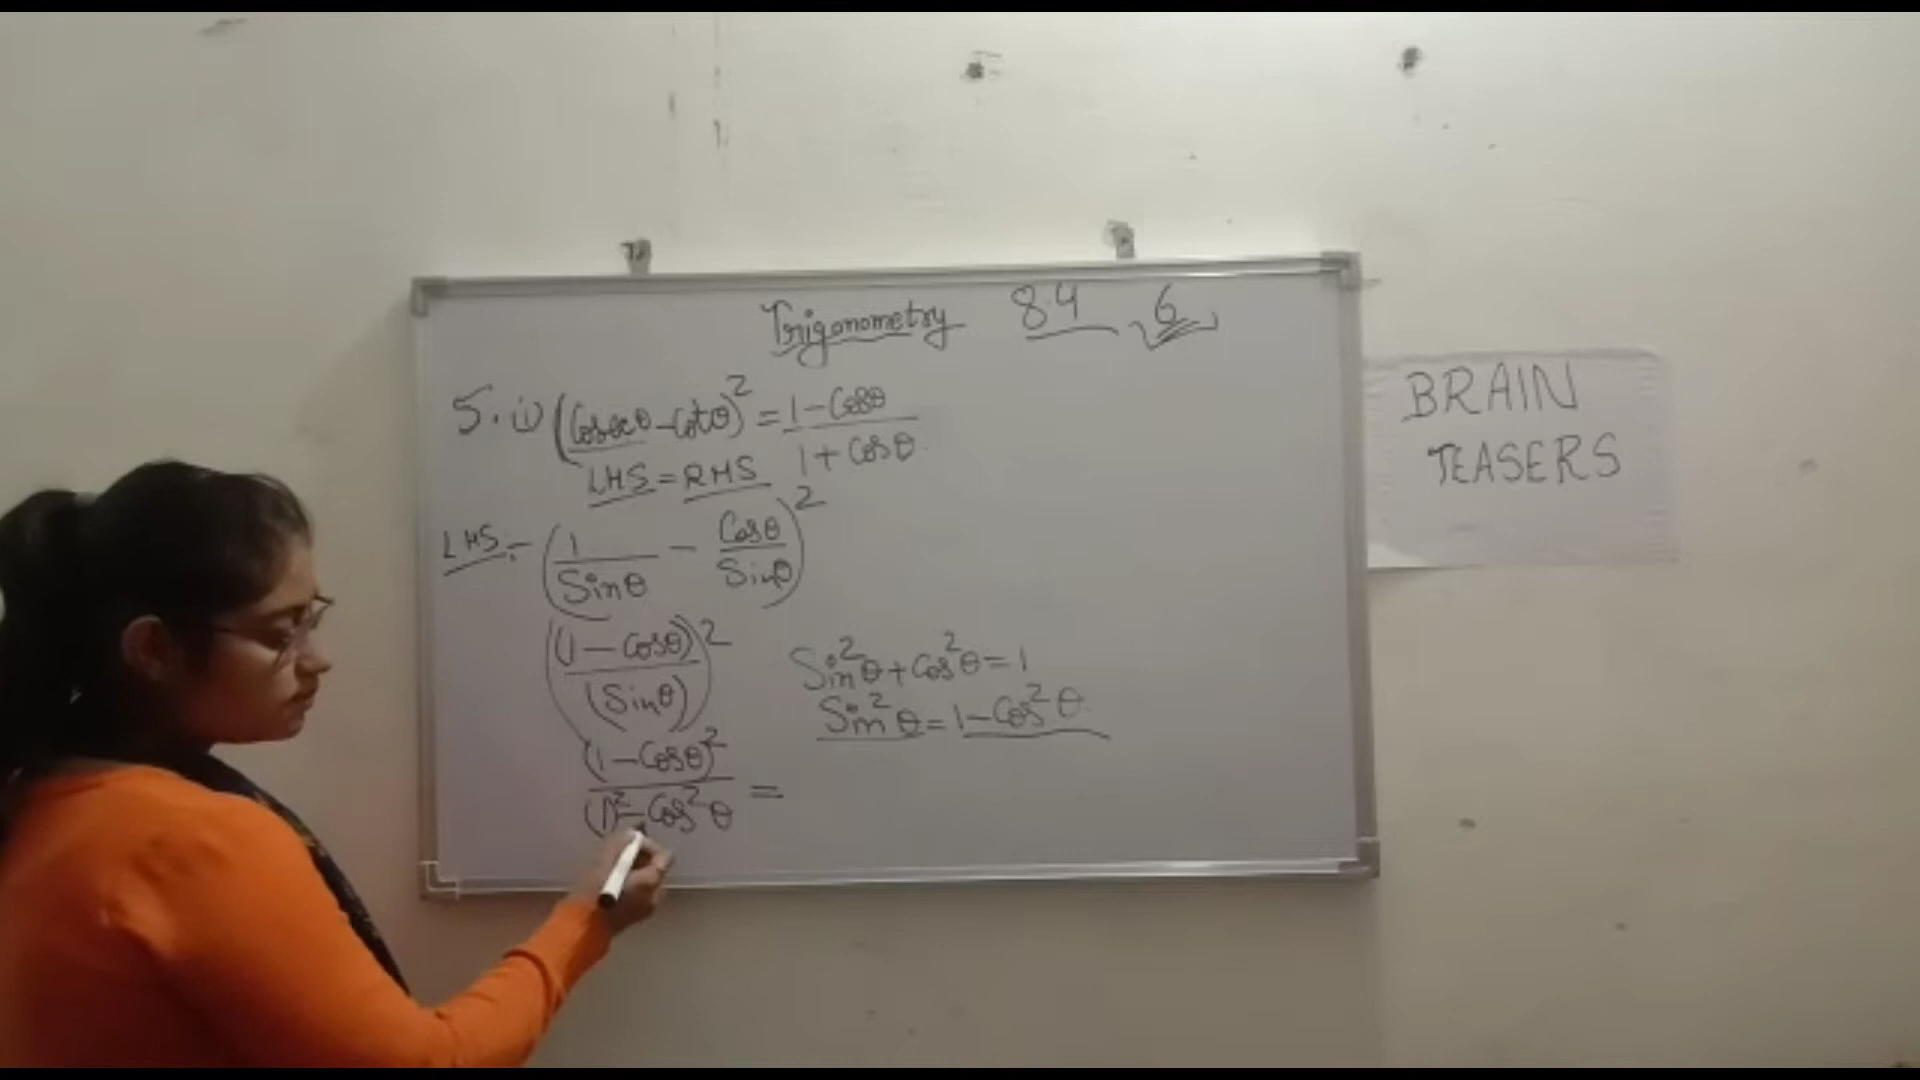 Trigonometry 8.4 6
5. i) (Cosecθ - Cotθ)² = 1 - Cosθ / 1 + Cosθ
LHS = RHS
LHS :- (1/Sinθ - Cosθ/Sinθ)²
((1 - Cosθ)/(Sinθ))²
Sin²θ + Cos²θ = 1
Sin²θ = 1 - Cos²θ
(1 - Cosθ)² / (1)² - Cos²θ =
BRAIN
TEASERS